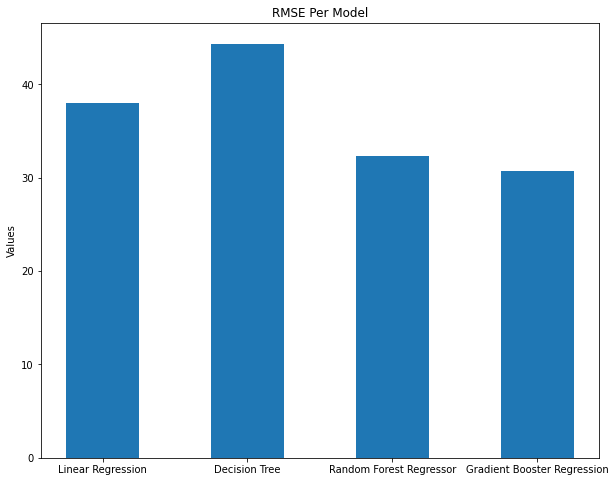 RMSE Per Model
Values
40
30
20
10
0
Linear Regression
Decision Tree
Random Forest Regressor
Gradient Booster Regression